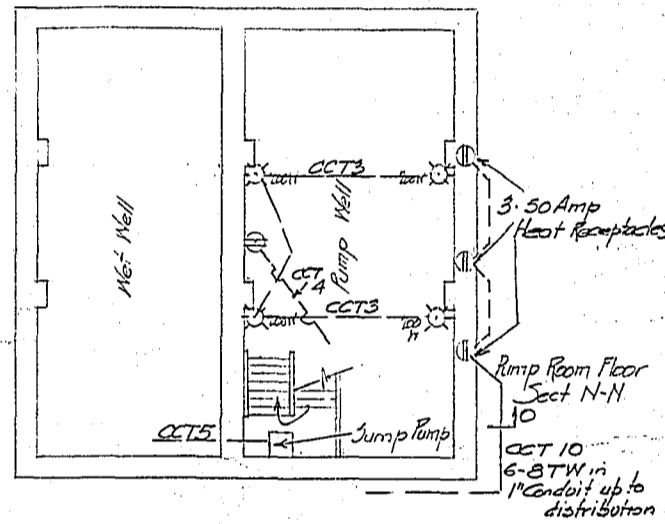 CCT3
Wet Well
Pump Well
3-50 Amp
Heat Receptacles
CCT
4
CCT3
100
W
Pump Room Floor
Sect N-N
10
CCT5
Sump Pump
CCT 10
6-8TW in
1" Conduit up to
distribution